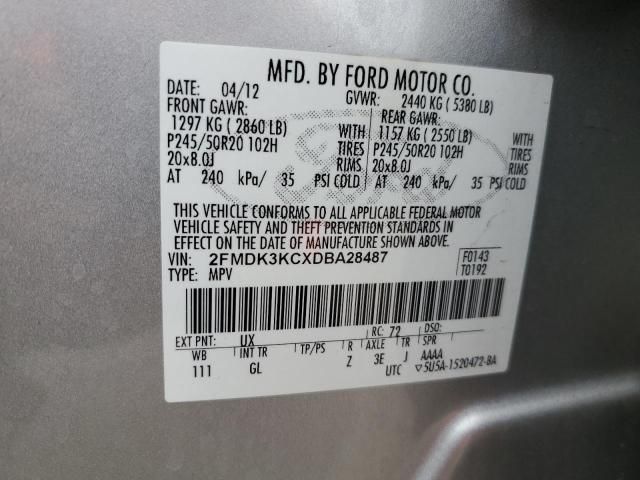 MFD. BY FORD MOTOR CO.
DATE: 04/12 GVWR: 2440 KG ( 5380 LB)
FRONT GAWR: REAR GAWR:
1297 KG ( 2860 LB) WITH 1157 KG ( 2550 LB) WITH
P245/50R20 102H TIRES P245/50R20 102H TIRES
20x8.0J RIMS 20x8.0J RIMS
AT 240 kPa/ 35 PSI COLD AT 240 kPa/ 35 PSI COLD
THIS VEHICLE CONFORMS TO ALL APPLICABLE FEDERAL MOTOR
VEHICLE SAFETY AND THEFT PREVENTION STANDARDS IN
EFFECT ON THE DATE OF MANUFACTURE SHOWN ABOVE.
VIN: 2FMDK3KCXDBA28487 F0143
TYPE: MPV T0192
EXT PNT: UX RC: 72 DSO:
WB INT TR TP/PS R AXLE TR SPR
111 GL Z 3E J AAAA
UTC ▽5U5A-1520472-BA